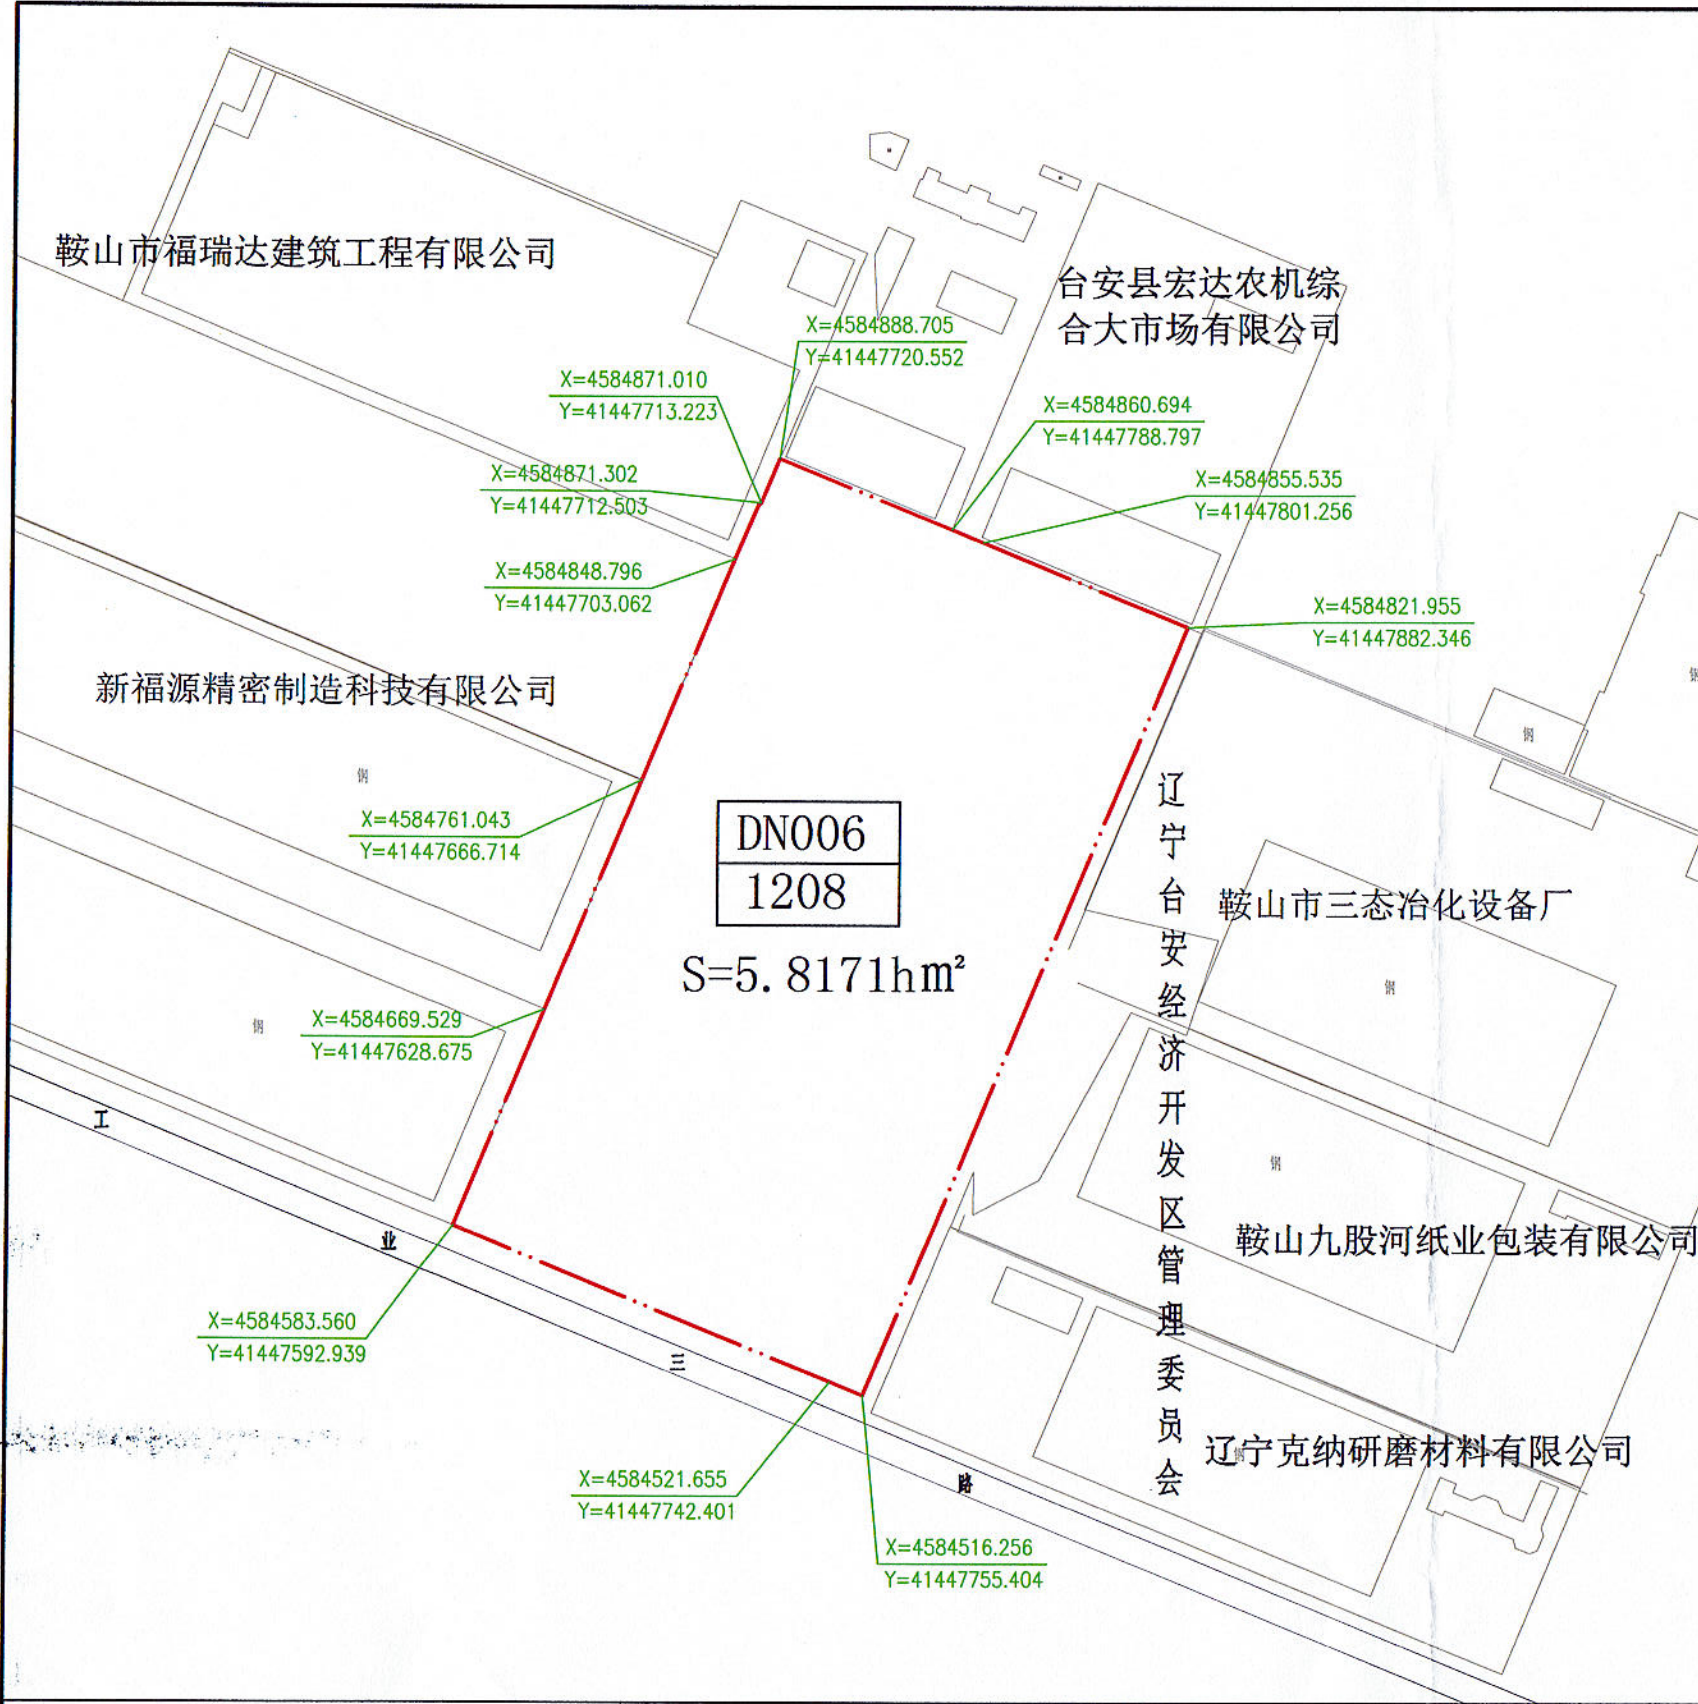 鞍山市福瑞达建筑工程有限公司
台安县宏达农机综
合大市场有限公司
X=4584888.705
Y=41447720.552
X=4584871.010
Y=41447713.223
X=4584860.694
Y=41447788.797
X=4584871.302
Y=41447712.503
X=4584855.535
Y=41447801.256
X=4584848.796
Y=41447703.062
X=4584821.955
Y=41447882.346
新福源精密制造科技有限公司
钢
钢
钢
X=4584761.043
Y=41447666.714
DN006
1208
S=5.8171hm²
辽宁台安经济开发区管理委员会
鞍山市三态冶化设备厂
钢
X=4584669.529
Y=41447628.675
钢
工业三路
钢
鞍山九股河纸业包装有限公司
X=4584583.560
Y=41447592.939
辽宁克纳研磨材料有限公司
钢
X=4584521.655
Y=41447742.401
X=4584516.256
Y=41447755.404